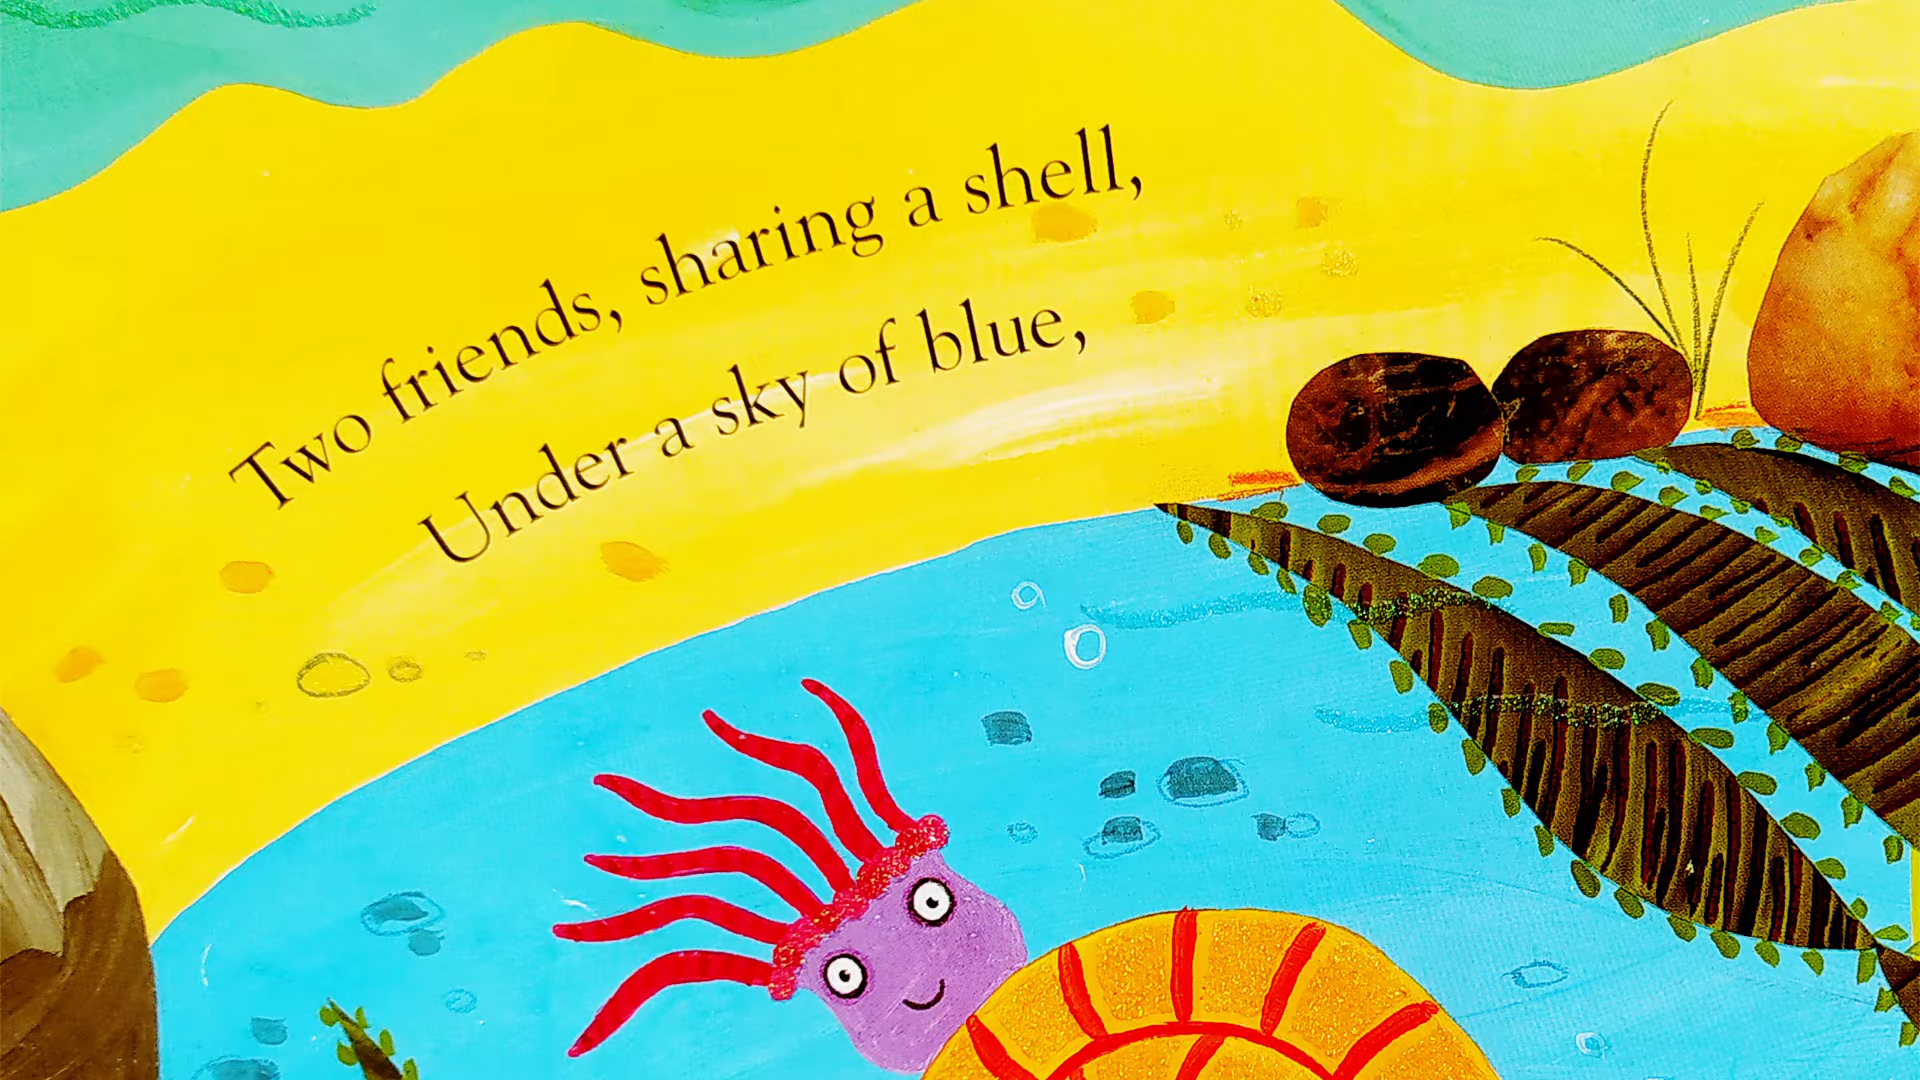 Two friends, sharing a shell,
Under a sky of blue,